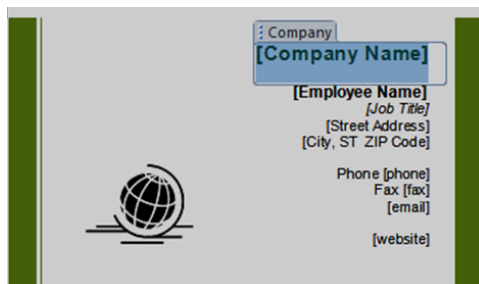 Company
[Company Name]
[Employee Name]
[Job Title]
[Street Address]
[City, ST  ZIP Code]
Phone [phone]
Fax [fax]
[email]
[website]